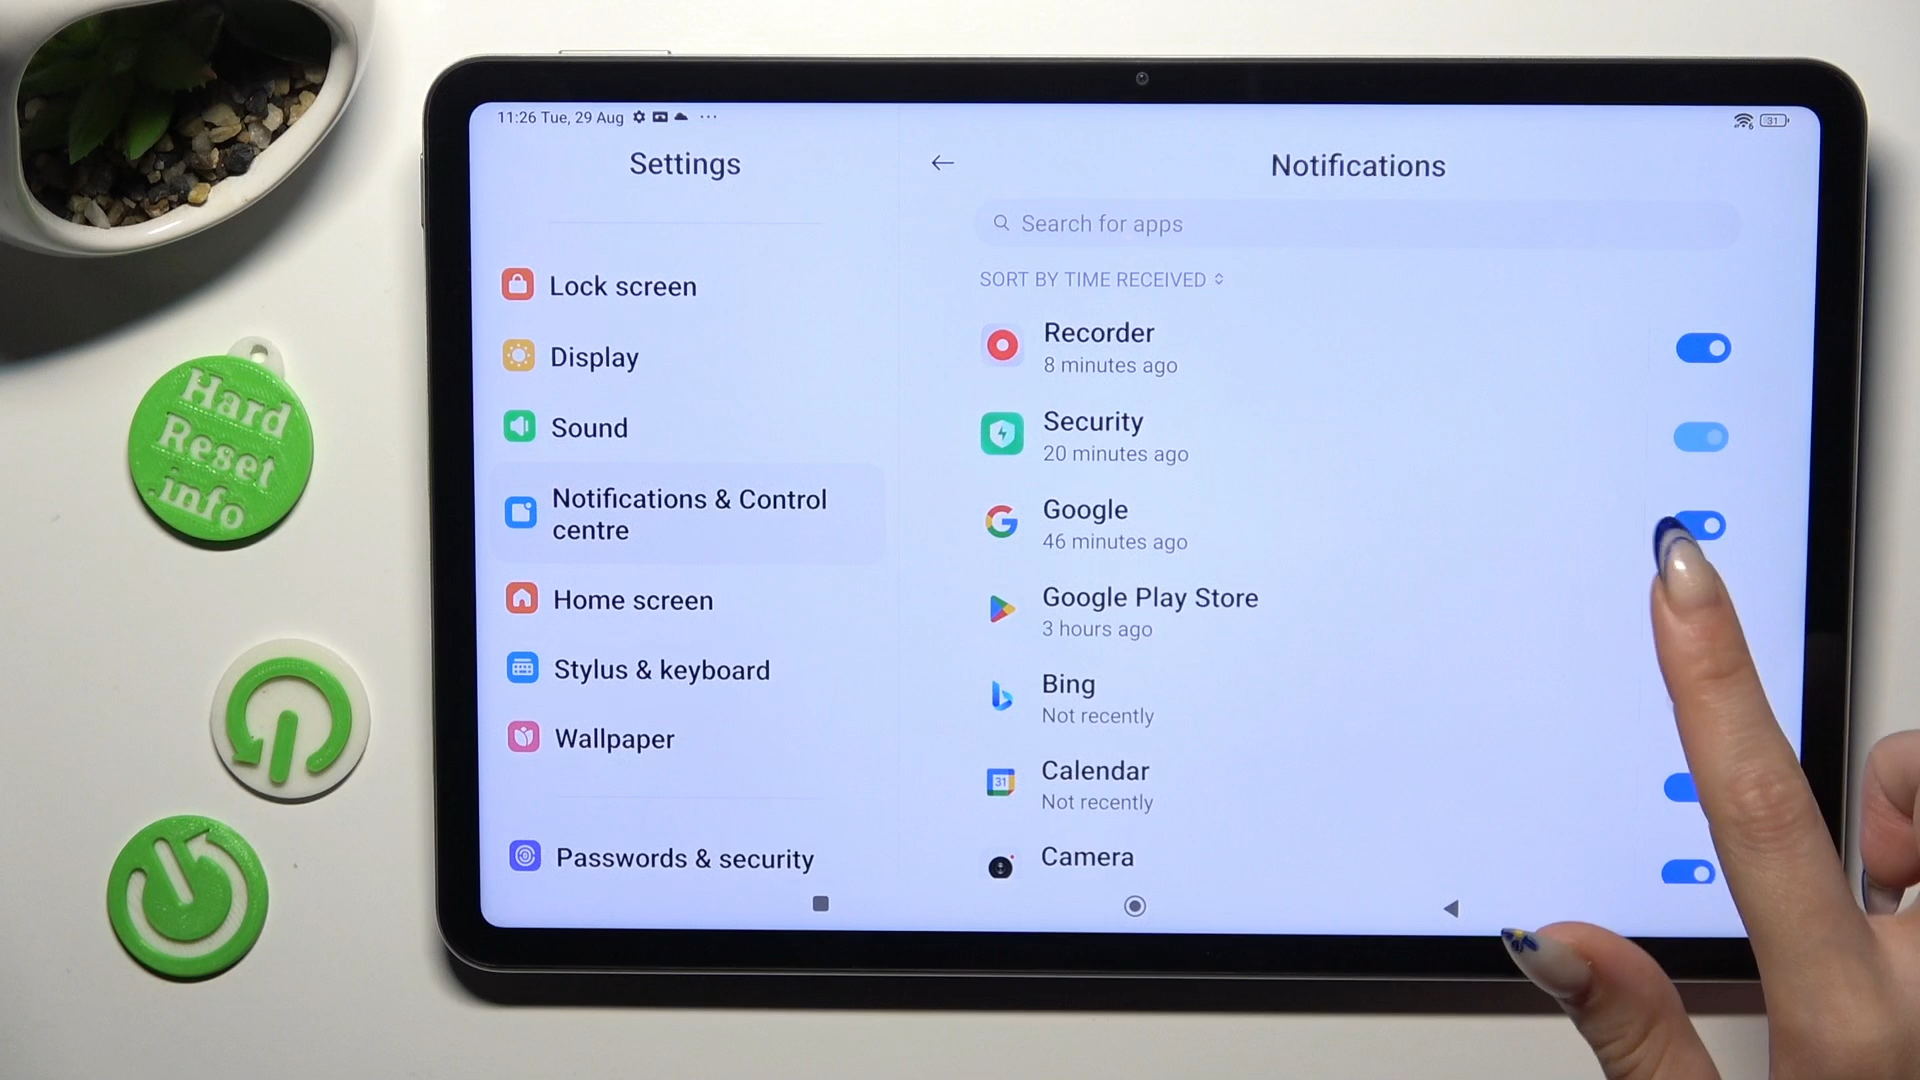 Hard
Reset
.info
11:26 Tue, 29 Aug
31
Settings
Lock screen
Display
Sound
Notifications & Control
centre
Home screen
Stylus & keyboard
Wallpaper
Passwords & security
Notifications
Search for apps
SORT BY TIME RECEIVED
Recorder
8 minutes ago
Security
20 minutes ago
Google
46 minutes ago
Google Play Store
3 hours ago
Bing
Not recently
31
Calendar
Not recently
Camera